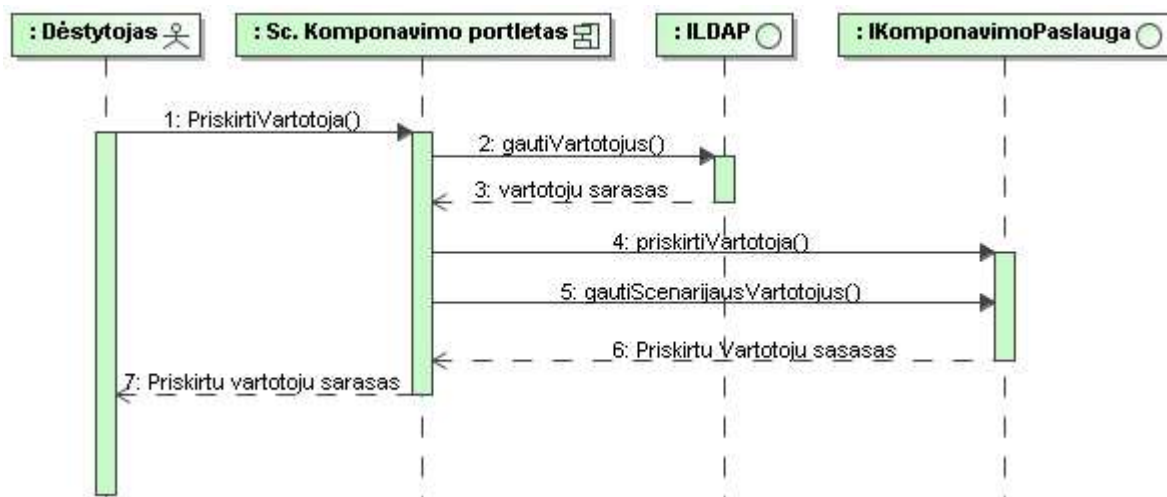 : Dėstytojas
: Sc. Komponavimo portletas
: ILDAP
: IKomponavimoPaslauga
1: PriskirtiVartotoja()
2: gautiVartotojus()
3: vartotoju sarasas
4: priskirtiVartotoja()
5: gautiScenarijausVartotojus()
6: Priskirtu Vartotoju sasasas
7: Priskirtu vartotoju sarasas